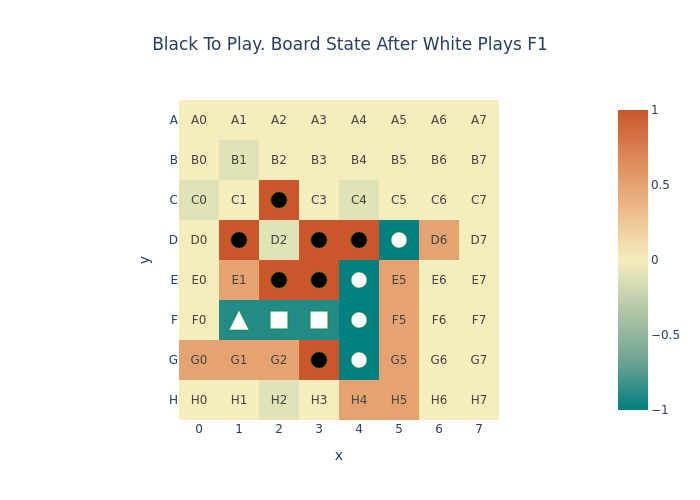 Black To Play. Board State After White Plays F1
A A0 A1 A2 A3 A4 A5 A6 A7
B B0 B1 B2 B3 B4 B5 B6 B7
C C0 C1 C3 C4 C5 C6 C7
D D0 D2 D6 D7
E E0 E1 E5 E6 E7
F F0 F5 F6 F7
G G0 G1 G2 G5 G6 G7
H H0 H1 H2 H3 H4 H5 H6 H7
0 1 2 3 4 5 6 7
x
y
1
0.5
0
−0.5
−1